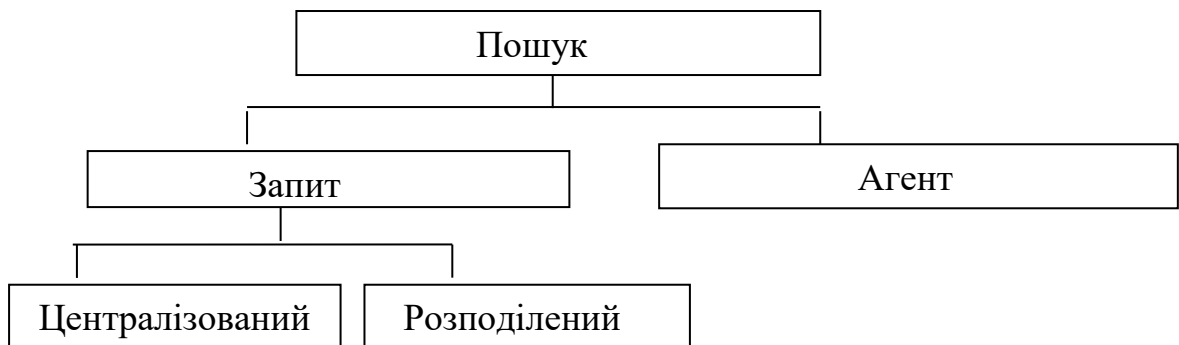 Пошук
Запит
Агент
Централізований
Розподілений